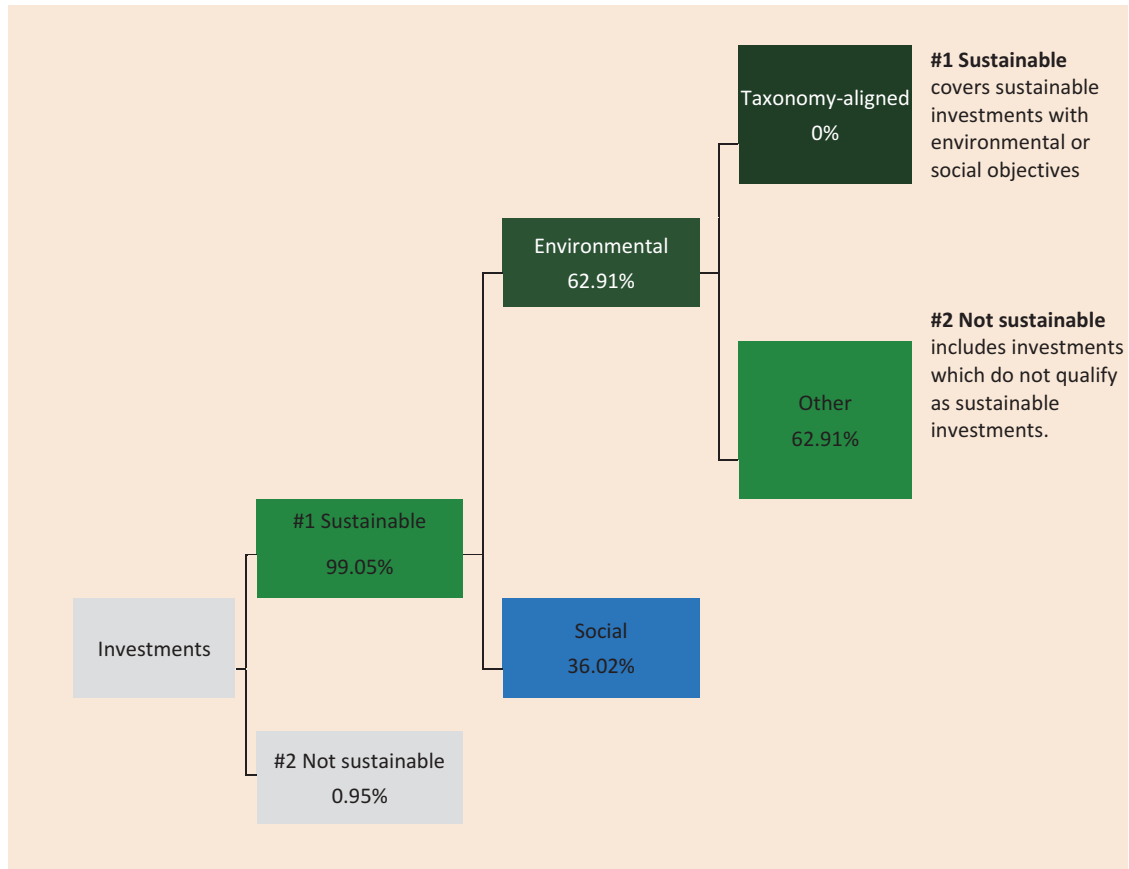 Taxonomy-aligned
0%
#1 Sustainable
covers sustainable
investments with
environmental or
social objectives
Environmental
62.91%
#2 Not sustainable
includes investments
which do not qualify
as sustainable
investments.
Other
62.91%
#1 Sustainable
99.05%
Investments
Social
36.02%
#2 Not sustainable
0.95%